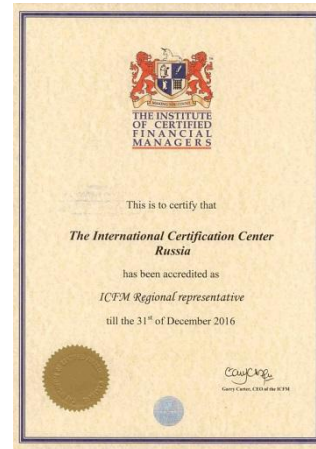 THE INSTITUTE
OF CERTIFIED
FINANCIAL
MANAGERS
This is to certify that
The International Certification Center
Russia
has been accredited as
ICFM Regional representative
till the 31st of December 2016
Garry Carter, CEO of the ICFM